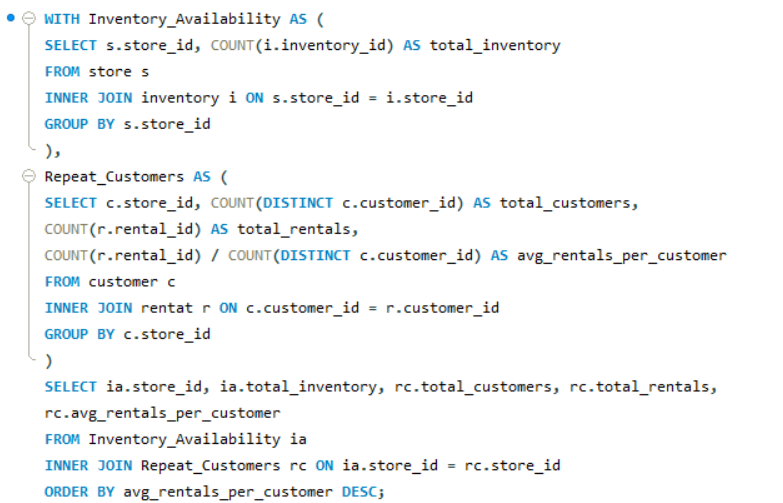 WITH Inventory_Availability AS (
SELECT s.store_id, COUNT(i.inventory_id) AS total_inventory
FROM store s
INNER JOIN inventory i ON s.store_id = i.store_id
GROUP BY s.store_id
),
Repeat_Customers AS (
SELECT c.store_id, COUNT(DISTINCT c.customer_id) AS total_customers,
COUNT(r.rental_id) AS total_rentals,
COUNT(r.rental_id) / COUNT(DISTINCT c.customer_id) AS avg_rentals_per_customer
FROM customer c
INNER JOIN rentat r ON c.customer_id = r.customer_id
GROUP BY c.store_id
)
SELECT ia.store_id, ia.total_inventory, rc.total_customers, rc.total_rentals,
rc.avg_rentals_per_customer
FROM Inventory_Availability ia
INNER JOIN Repeat_Customers rc ON ia.store_id = rc.store_id
ORDER BY avg_rentals_per_customer DESC;